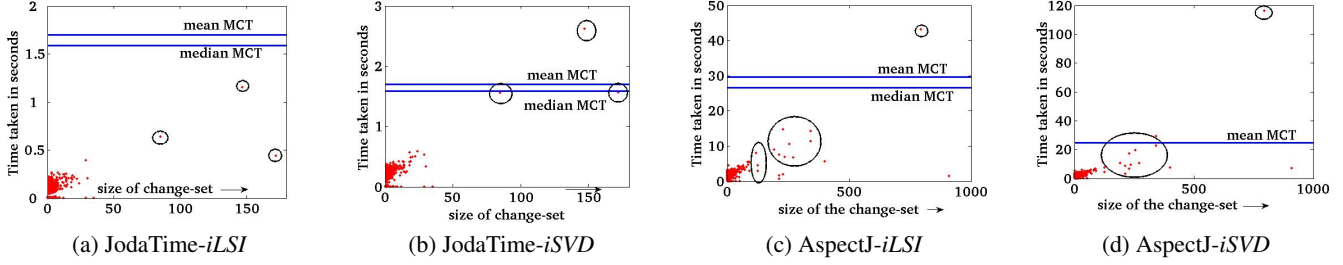 Time taken in seconds
2
1.5
1
0.5
0
mean MCT
median MCT
size of change-set
0 50 100 150
(a) JodaTime-iLSI
Time taken in seconds
3
2
1
0
mean MCT
median MCT
0 50 100 150
size of change-set
(b) JodaTime-iSVD
Time taken in seconds
50
40
30
20
10
0
mean MCT
median MCT
0 500 1000
size of the change-set
(c) AspectJ-iLSI
Time taken in seconds
120
100
80
60
40
20
0
mean MCT
0 500 1000
size of the change-set
(d) AspectJ-iSVD